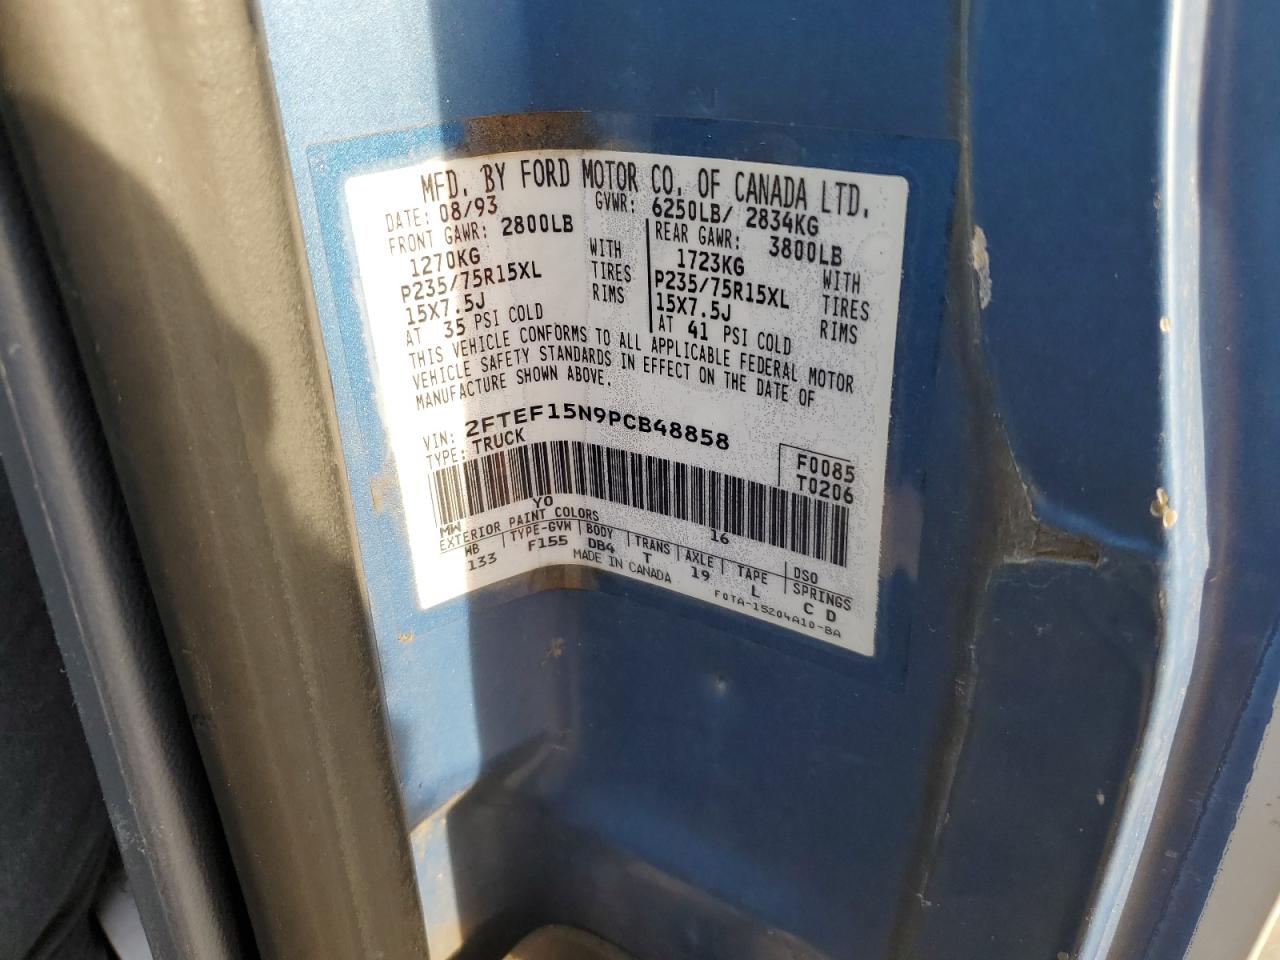 MFD. BY FORD MOTOR CO. OF CANADA LTD.
DATE: 08/93 GVWR: 6250LB/ 2834KG
FRONT GAWR: 2800LB REAR GAWR: 3800LB
1270KG WITH 1723KG WITH
P235/75R15XL TIRES P235/75R15XL TIRES
15X7.5J RIMS 15X7.5J RIMS
AT 35 PSI COLD AT 41 PSI COLD
THIS VEHICLE CONFORMS TO ALL APPLICABLE FEDERAL MOTOR
VEHICLE SAFETY STANDARDS IN EFFECT ON THE DATE OF
MANUFACTURE SHOWN ABOVE.
VIN: 2FTEF15N9PCB48858 F0085
TYPE: TRUCK T0206
MW YO 16
EXTERIOR PAINT COLORS DSO
WB TYPE-GVW BODY TRANS AXLE TAPE SPRINGS
133 F155 DB4 T 19 L C D
MADE IN CANADA F0TA-15204A10-BA